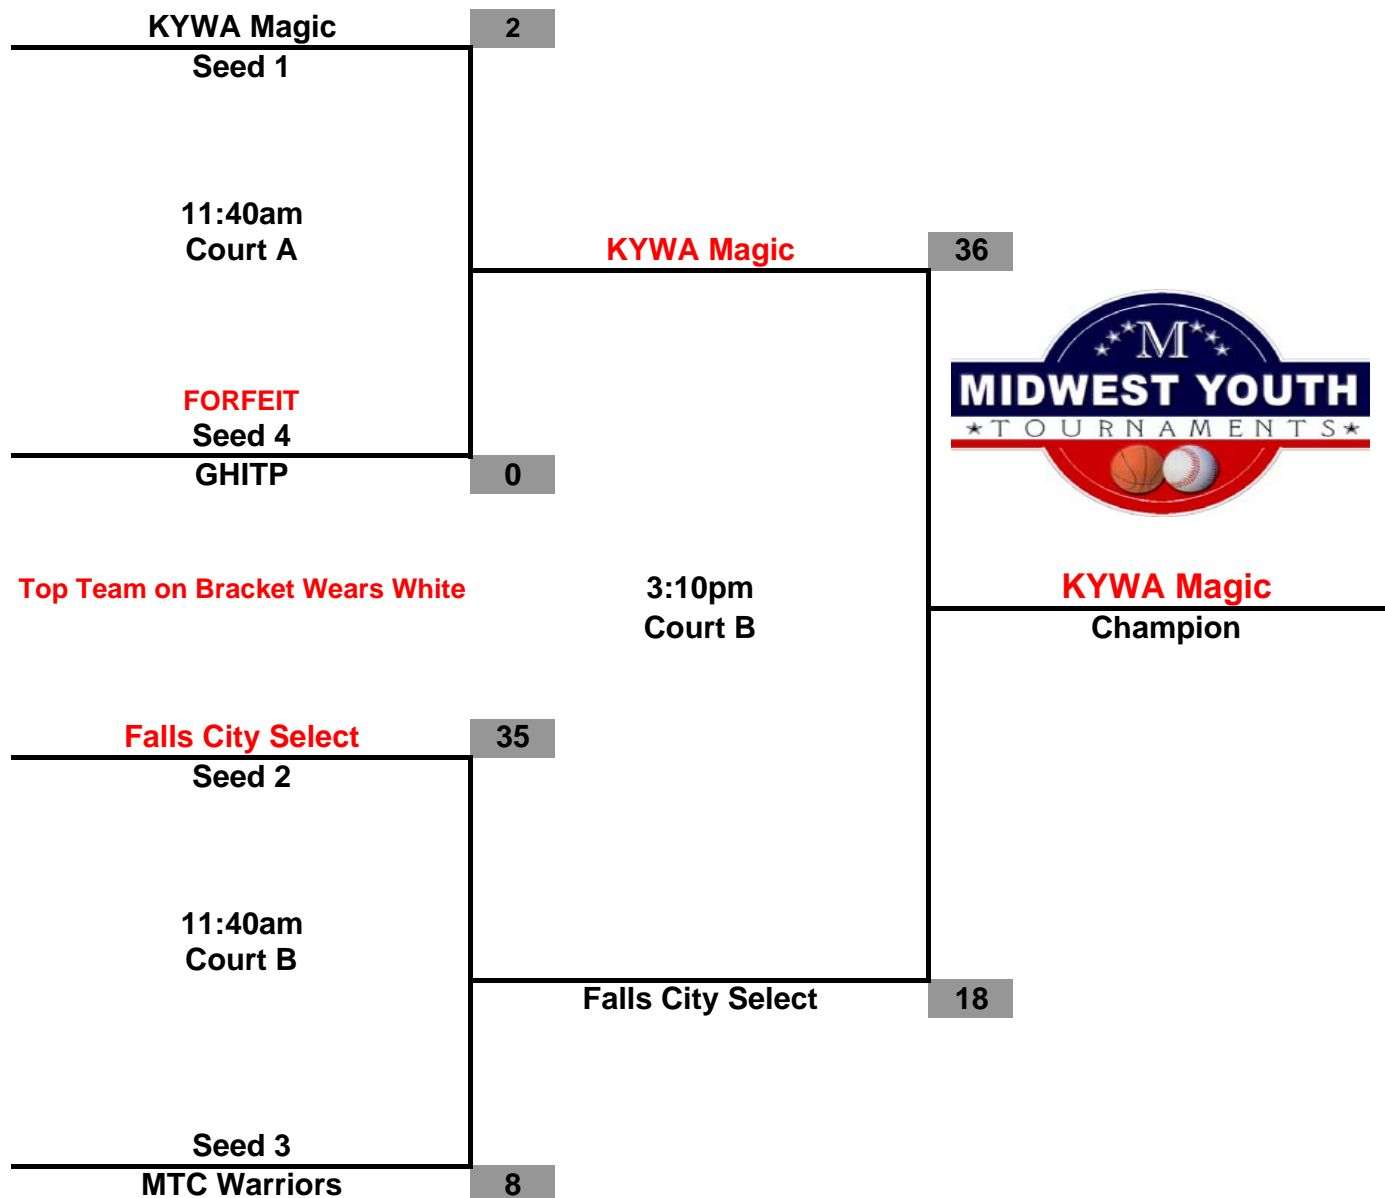 KYWA Magic
2
Seed 1
11:40am
Court A
KYWA Magic
36
M
MIDWEST YOUTH
TOURNAMENTS
FORFEIT
Seed 4
GHITP
0
Top Team on Bracket Wears White
3:10pm
Court B
KYWA Magic
Champion
Falls City Select
35
Seed 2
11:40am
Court B
Falls City Select
18
Seed 3
MTC Warriors
8